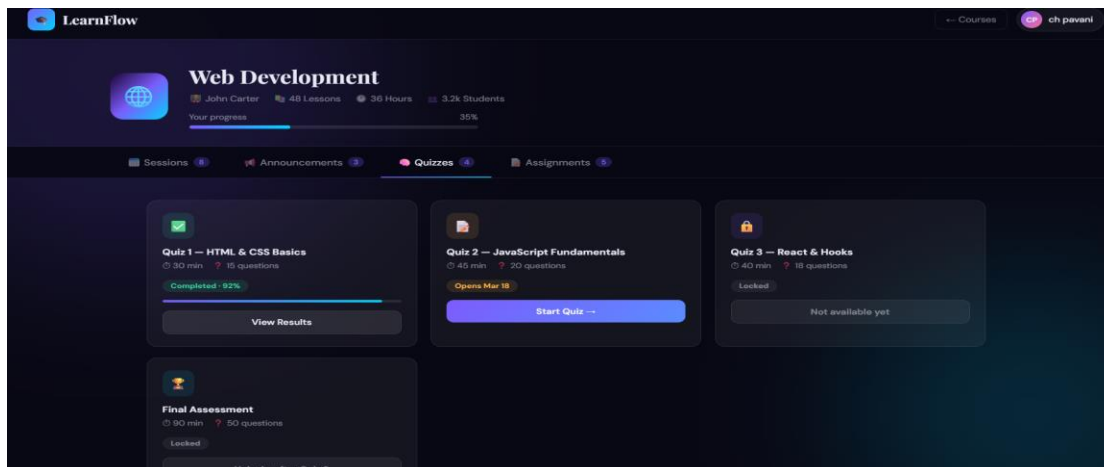 LearnFlow
← Courses
CP
ch pavani
Web Development
John Carter 48 Lessons 36 Hours 3.2k Students
Your progress 35%
Sessions 8 Announcements 3 Quizzes 4 Assignments 5
Quiz 1 — HTML & CSS Basics
30 min ? 15 questions
Completed · 92%
View Results
Quiz 2 — JavaScript Fundamentals
45 min ? 20 questions
Opens Mar 18
Start Quiz →
Quiz 3 — React & Hooks
40 min ? 18 questions
Locked
Not available yet
Final Assessment
90 min ? 50 questions
Locked